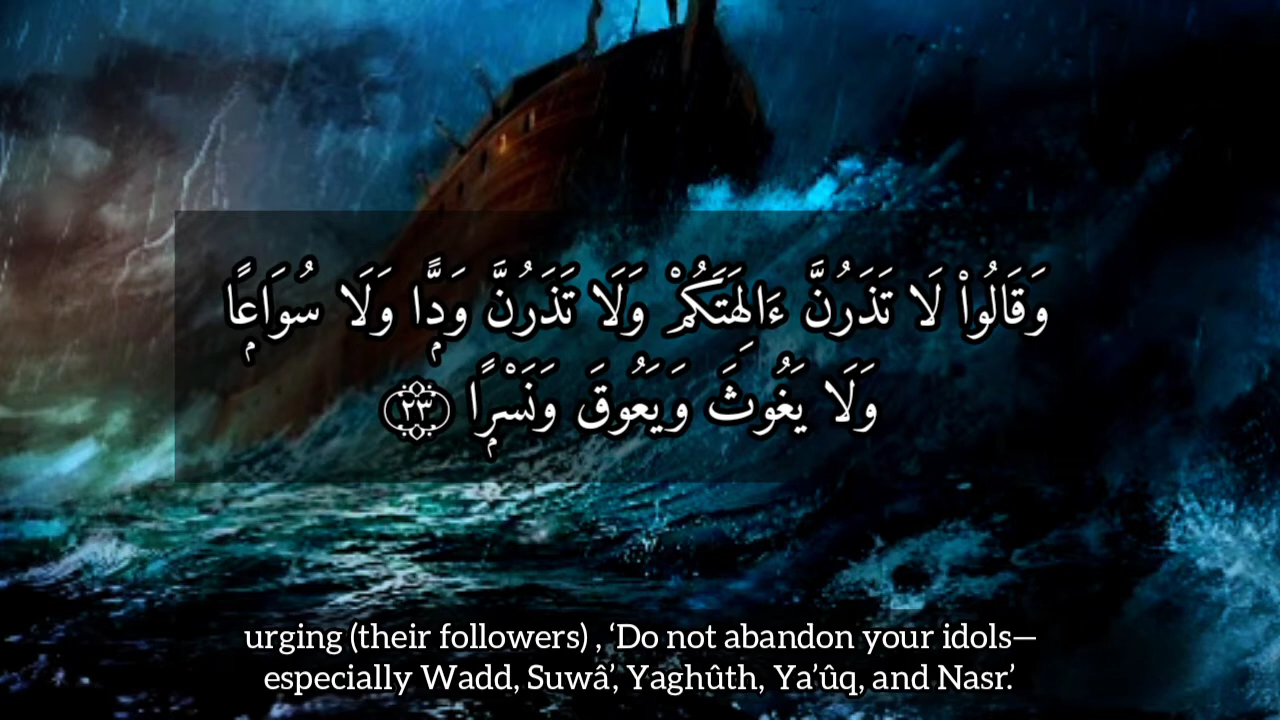 وَقَالُوا۟ لَا تَذَرُنَّ ءَالِهَتَكُمْ وَلَا تَذَرُنَّ وَدًّۭا وَلَا سُوَاعًۭا
وَلَا يَغُوثَ وَيَعُوقَ وَنَسْرًۭا ٢٣
urging (their followers) , ‘Do not abandon your idols—
especially Wadd, Suwâ’, Yaghûth, Ya’ûq, and Nasr.’